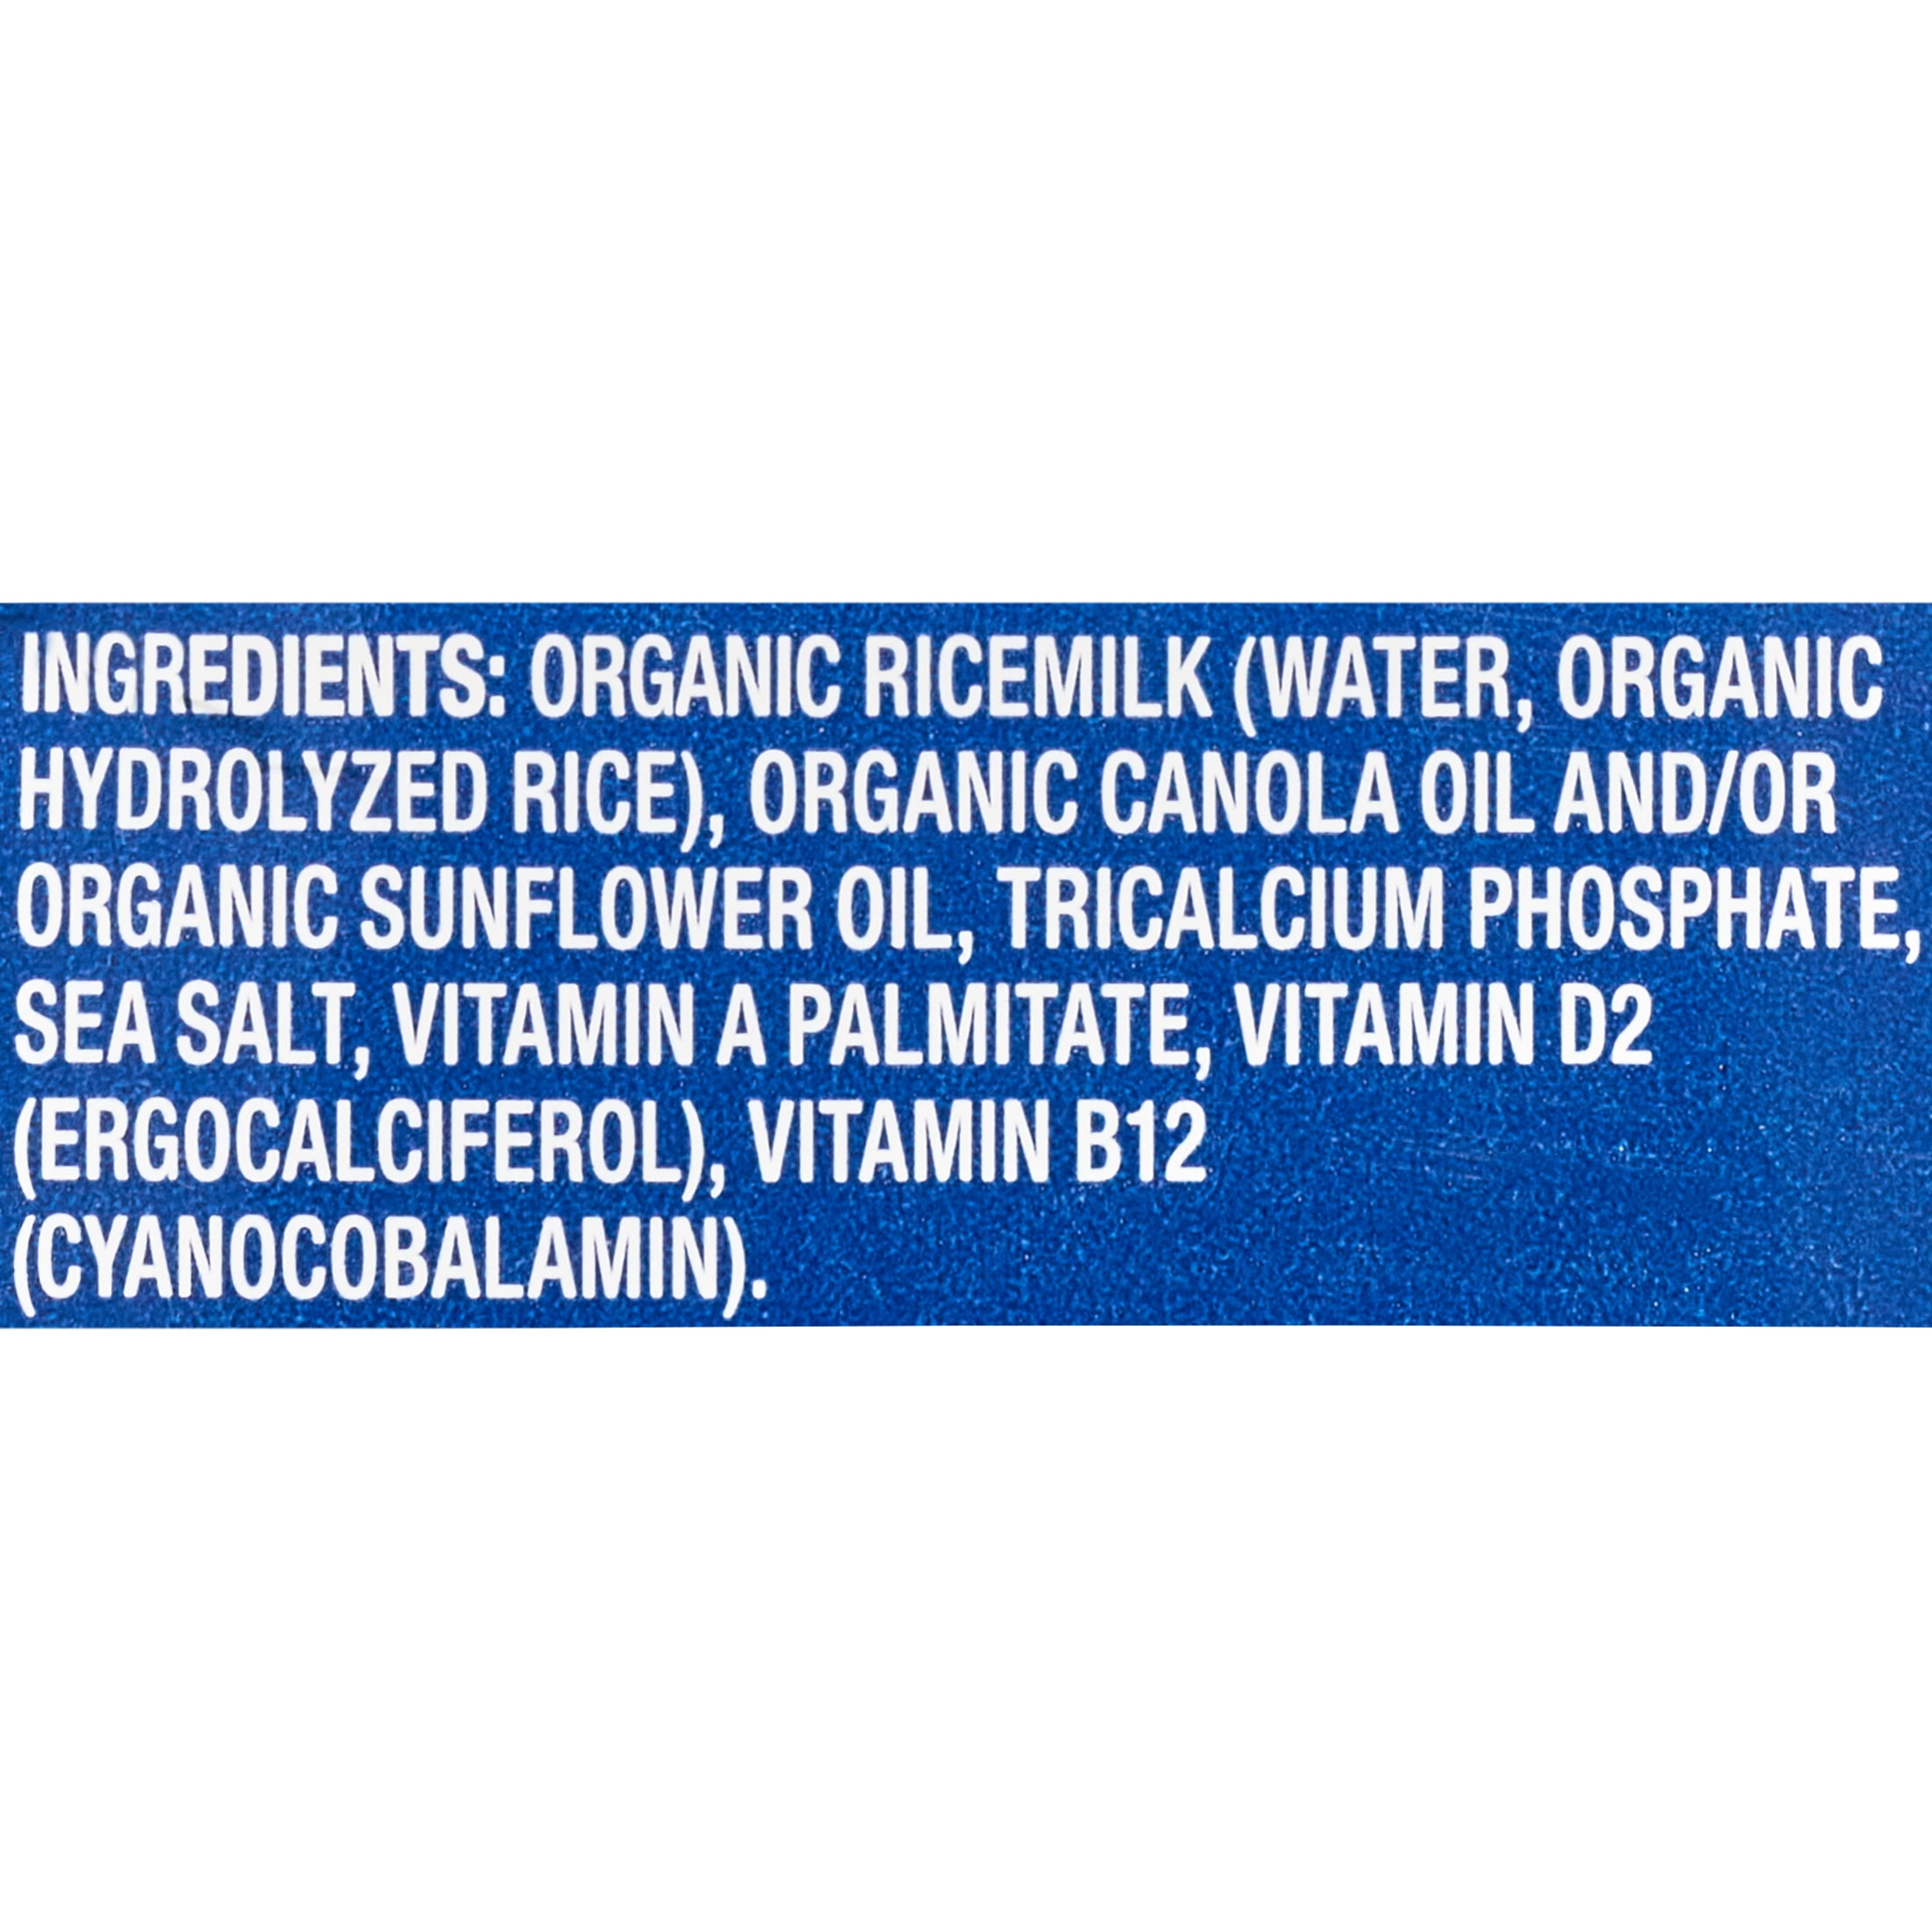 INGREDIENTS: ORGANIC RICEMILK (WATER, ORGANIC
HYDROLYZED RICE), ORGANIC CANOLA OIL AND/OR
ORGANIC SUNFLOWER OIL, TRICALCIUM PHOSPHATE,
SEA SALT, VITAMIN A PALMITATE, VITAMIN D2
(ERGOCALCIFEROL), VITAMIN B12
(CYANOCOBALAMIN).